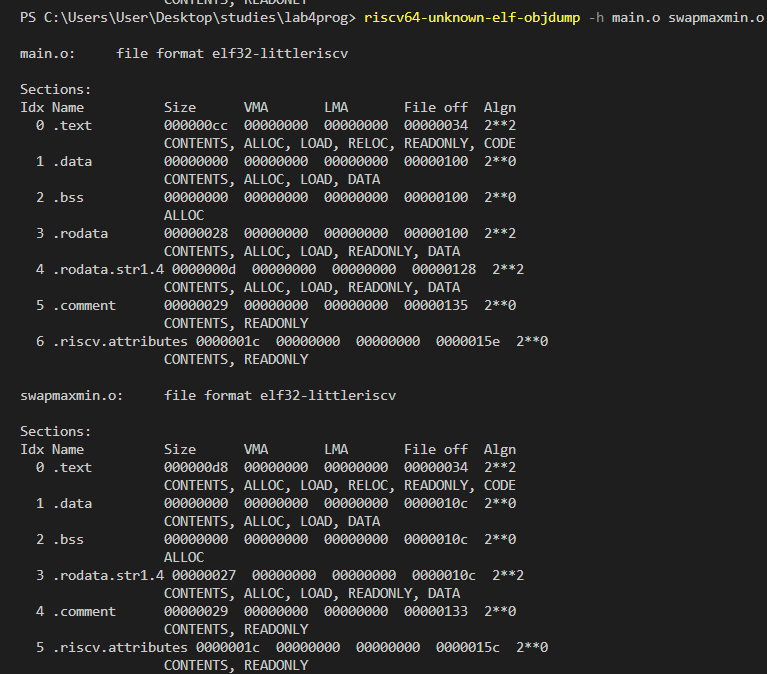 CONTENTS, READONLY
PS C:\Users\User\Desktop\studies\lab4prog> riscv64-unknown-elf-objdump -h main.o swapmaxmin.o
main.o:     file format elf32-littleriscv
Sections:
Idx Name          Size      VMA       LMA       File off  Algn
  0 .text         000000cc  00000000  00000000  00000034  2**2
                  CONTENTS, ALLOC, LOAD, RELOC, READONLY, CODE
  1 .data         00000000  00000000  00000000  00000100  2**0
                  CONTENTS, ALLOC, LOAD, DATA
  2 .bss          00000000  00000000  00000000  00000100  2**0
                  ALLOC
  3 .rodata       00000028  00000000  00000000  00000100  2**2
                  CONTENTS, ALLOC, LOAD, READONLY, DATA
  4 .rodata.str1.4 0000000d  00000000  00000000  00000128  2**2
                  CONTENTS, ALLOC, LOAD, READONLY, DATA
  5 .comment      00000029  00000000  00000000  00000135  2**0
                  CONTENTS, READONLY
  6 .riscv.attributes 0000001c  00000000  00000000  0000015e  2**0
                  CONTENTS, READONLY
swapmaxmin.o:     file format elf32-littleriscv
Sections:
Idx Name          Size      VMA       LMA       File off  Algn
  0 .text         000000d8  00000000  00000000  00000034  2**2
                  CONTENTS, ALLOC, LOAD, RELOC, READONLY, CODE
  1 .data         00000000  00000000  00000000  0000010c  2**0
                  CONTENTS, ALLOC, LOAD, DATA
  2 .bss          00000000  00000000  00000000  0000010c  2**0
                  ALLOC
  3 .rodata.str1.4 00000027  00000000  00000000  0000010c  2**2
                  CONTENTS, ALLOC, LOAD, READONLY, DATA
  4 .comment      00000029  00000000  00000000  00000133  2**0
                  CONTENTS, READONLY
  5 .riscv.attributes 0000001c  00000000  00000000  0000015c  2**0
                  CONTENTS, READONLY